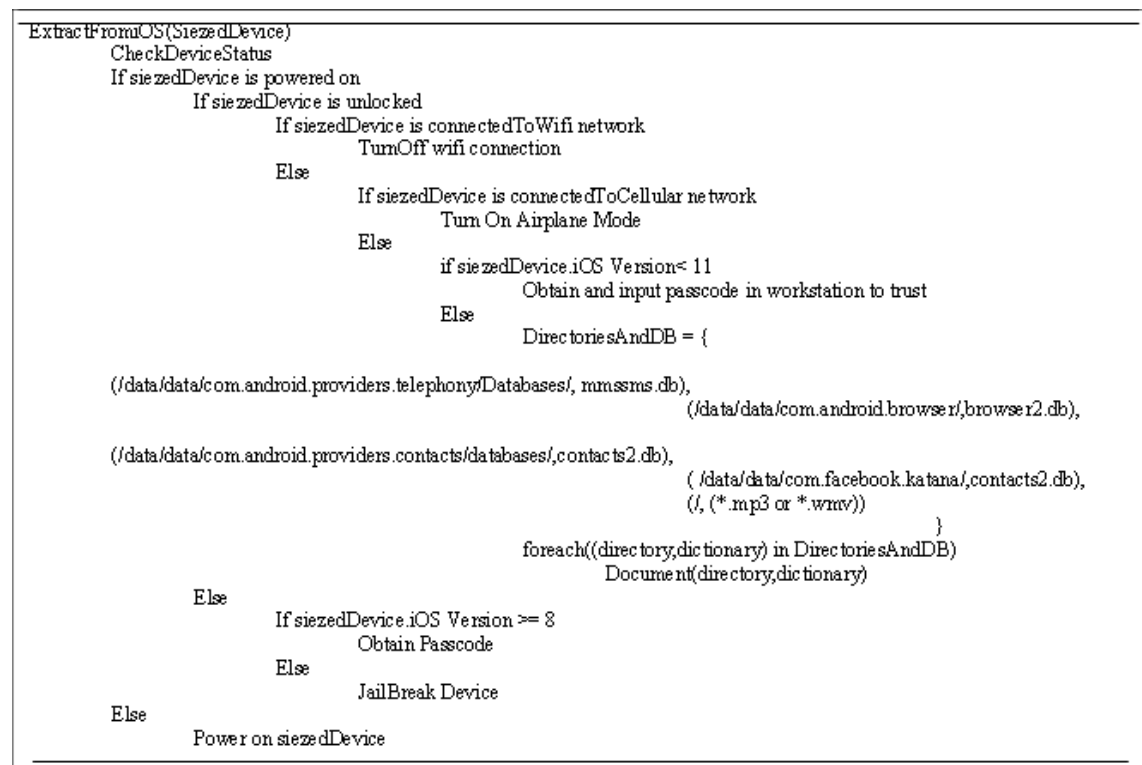 ExtractFromiOS(SiezedDevice)
CheckDeviceStatus
If siezedDevice is powered on
If siezedDevice is unlocked
If siezedDevice is connectedToWifi network
TurnOff wifi connection
Else
If siezedDevice is connectedToCellular network
Turn On Airplane Mode
Else
if siezedDevice.iOS Version< 11
Obtain and input passcode in workstation to trust
Else
DirectoriesAndDB = {
(/data/data/com.android.providers.telephony/Databases/, mmssms.db),
(/data/data/com.android.browser/,browser2.db),
(/data/data/com.android.providers.contacts/databases/,contacts2.db),
( /data/data/com.facebook.katana/,contacts2.db),
(/, (*.mp3 or *.wmv))
}
foreach((directory,dictionary) in DirectoriesAndDB)
Document(directory,dictionary)
Else
If siezedDevice.iOS Version >= 8
Obtain Passcode
Else
JailBreak Device
Else
Power on siezedDevice